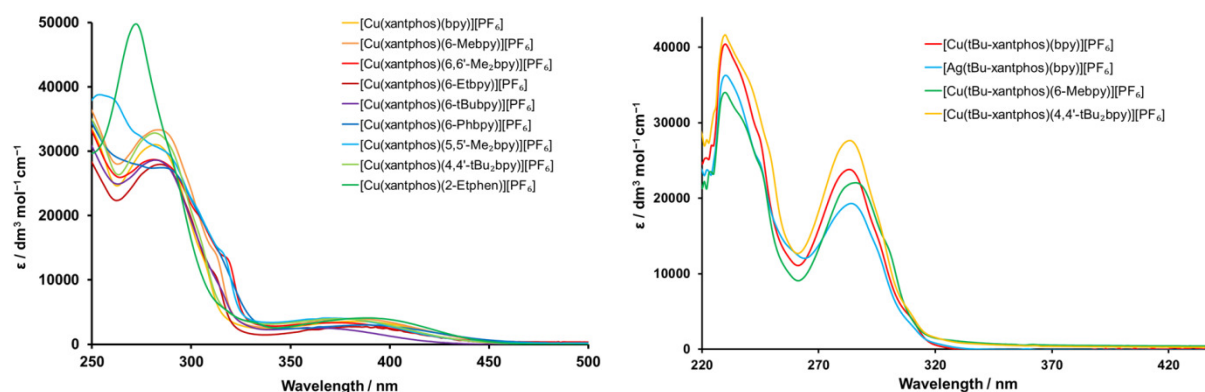 50000
40000
30000
20000
10000
0
ε / dm³ mol⁻¹ cm⁻¹
250 300 350 400 450 500
Wavelength / nm
[Cu(xantphos)(bpy)][PF₆]
[Cu(xantphos)(6-Mebpy)][PF₆]
[Cu(xantphos)(6,6'-Me₂bpy)][PF₆]
[Cu(xantphos)(6-Etbpy)][PF₆]
[Cu(xantphos)(6-tBubpy)][PF₆]
[Cu(xantphos)(6-Phbpy)][PF₆]
[Cu(xantphos)(5,5'-Me₂bpy)][PF₆]
[Cu(xantphos)(4,4'-tBu₂bpy)][PF₆]
[Cu(xantphos)(2-Etphen)][PF₆]
40000
30000
20000
10000
0
ε / dm³ mol⁻¹ cm⁻¹
220 270 320 370 420
Wavelength / nm
[Cu(tBu-xantphos)(bpy)][PF₆]
[Ag(tBu-xantphos)(bpy)][PF₆]
[Cu(tBu-xantphos)(6-Mebpy)][PF₆]
[Cu(tBu-xantphos)(4,4'-tBu₂bpy)][PF₆]